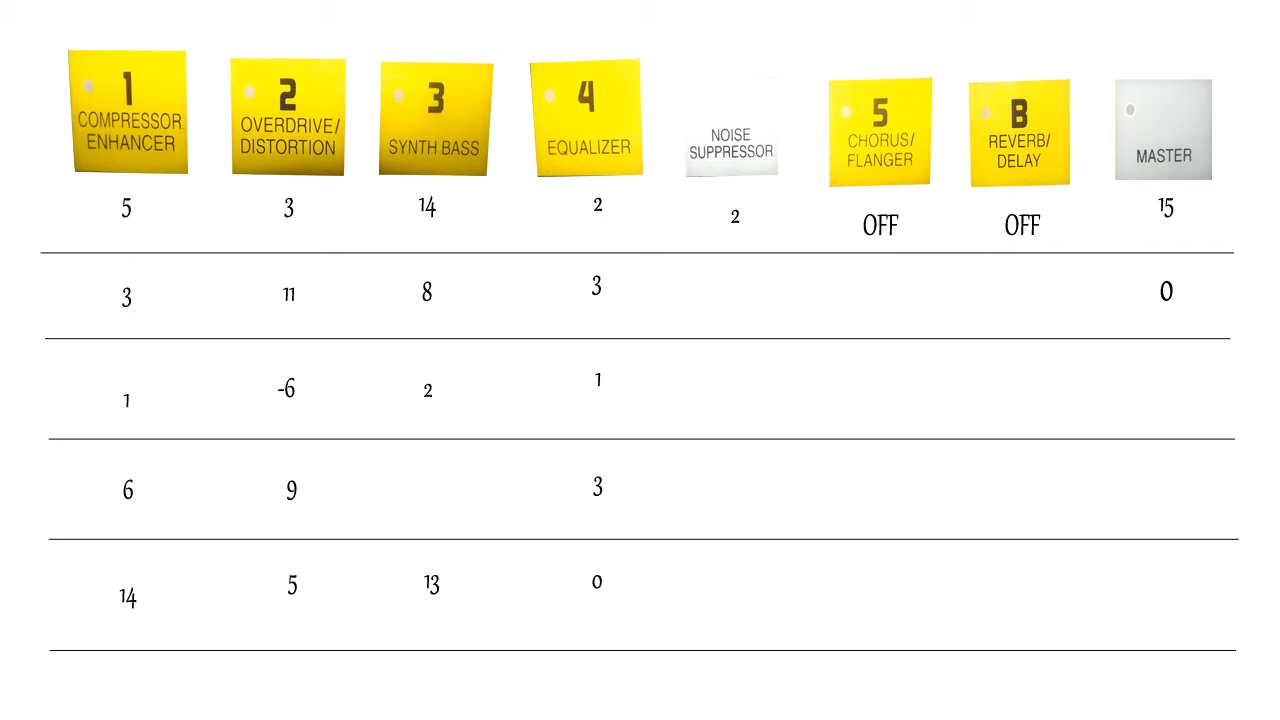 1 2 3 4 5 B
COMPRESSOR ENHANCER OVERDRIVE/ DISTORTION SYNTH BASS EQUALIZER NOISE SUPPRESSOR CHORUS/ FLANGER REVERB/ DELAY MASTER
5 3 14 2 2 OFF OFF 15
3 11 8 3 0
1 -6 2 1
6 9 3
14 5 13 0